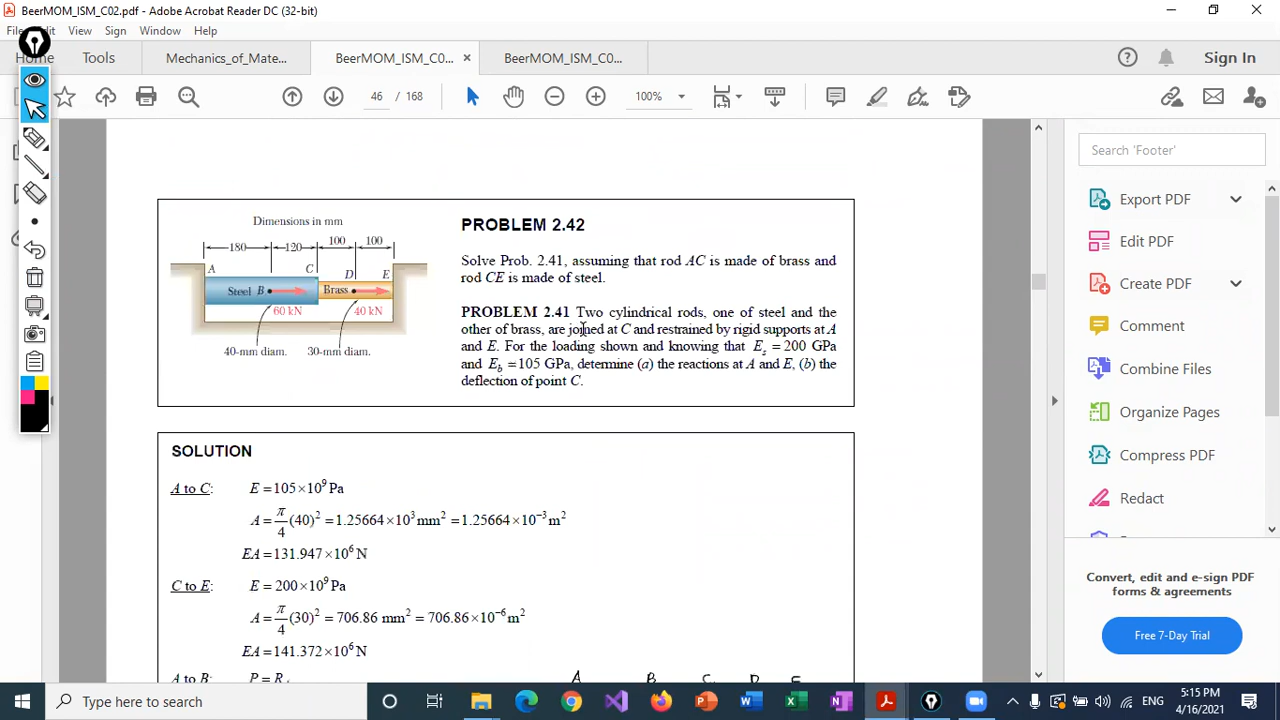 BeerMOM_ISM_C02.pdf - Adobe Acrobat Reader DC (32-bit)
File Edit View Sign Window Help
Home Tools Mechanics_of_Mate... BeerMOM_ISM_C0... × BeerMOM_ISM_C0... Sign In
46 / 168 100%
Dimensions in mm
180 120 100 100
A C D E
Steel B Brass
60 kN 40 kN
40-mm diam. 30-mm diam.
PROBLEM 2.42
Solve Prob. 2.41, assuming that rod AC is made of brass and
rod CE is made of steel.
PROBLEM 2.41 Two cylindrical rods, one of steel and the
other of brass, are joined at C and restrained by rigid supports at A
and E. For the loading shown and knowing that Es = 200 GPa
and Eb = 105 GPa, determine (a) the reactions at A and E, (b) the
deflection of point C.
SOLUTION
A to C: E = 105×10⁹ Pa
A = π/4 (40)² = 1.25664×10³ mm² = 1.25664×10⁻³ m²
EA = 131.947×10⁶ N
C to E: E = 200×10⁹ Pa
A = π/4 (30)² = 706.86 mm² = 706.86×10⁻⁶ m²
EA = 141.372×10⁶ N
A to B: P = R
A B C D E
Search 'Footer'
Export PDF
Edit PDF
Create PDF
Comment
Combine Files
Organize Pages
Compress PDF
Redact
Convert, edit and e-sign PDF
forms & agreements
Free 7-Day Trial
Type here to search
ENG
5:15 PM
4/16/2021